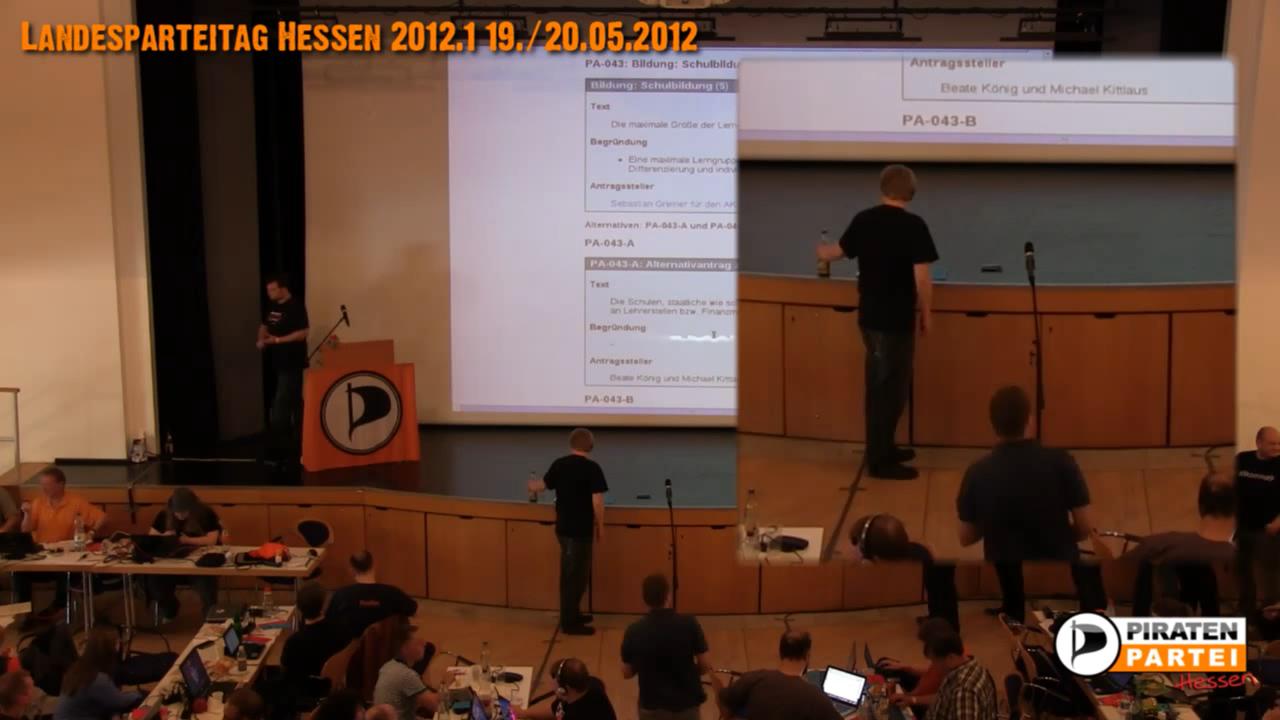 LANDESPARTEITAG HESSEN 2012.1 19./20.05.2012
PA-043: Bildung: Schulbildu
Bildung: Schulbildung (5)
Text
Die maximale Größe der Lern
Begründung
Eine maximale Lerngrupp
Differenzierung und indivi
Antragssteller
Sebastian Greiner für den AK
Alternativen: PA-043-A und PA-04
PA-043-A
PA-043-A: Alternativantrag
Text
Die Schulen, staatliche wie so
an Lehrerstellen bzw. Finanzm
Begründung
Antragssteller
Beate König und Michael Kittla
PA-043-B
Antragssteller
Beate König und Michael Kittlaus
PA-043-B
PIRATEN
PARTEI
Hessen